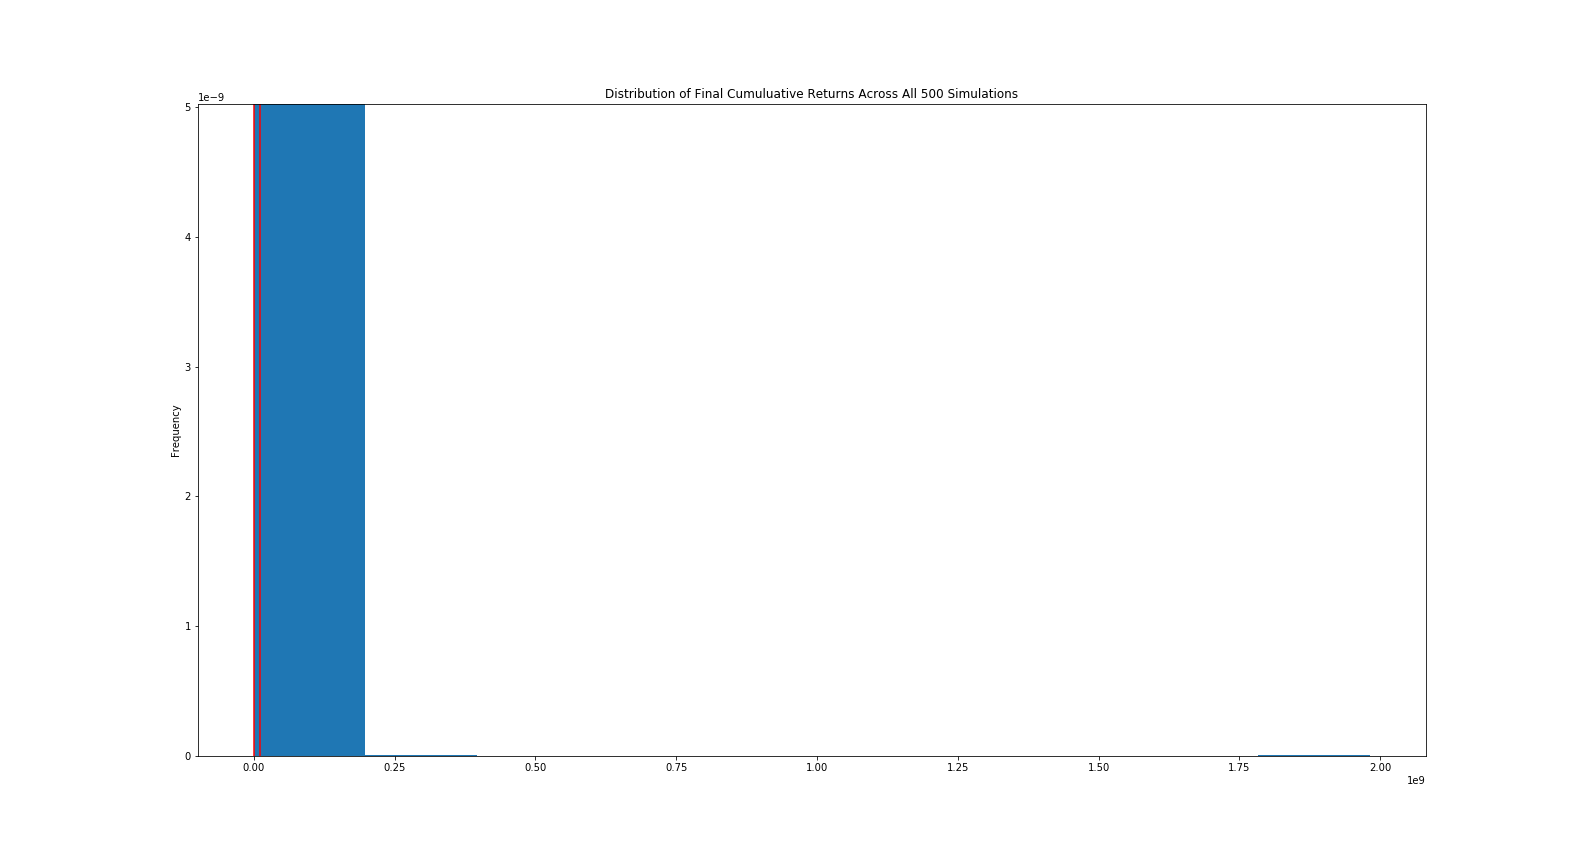 Distribution of Final Cumuluative Returns Across All 500 Simulations
1e−9
5
4
3
2
1
0
Frequency
0.00 0.25 0.50 0.75 1.00 1.25 1.50 1.75 2.00
1e9